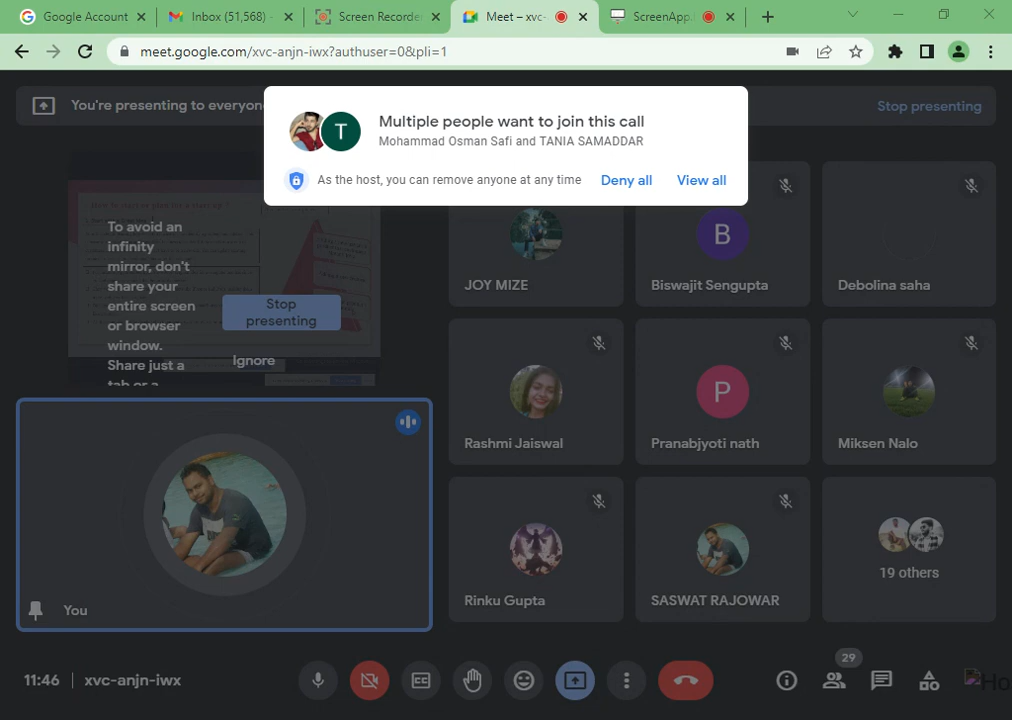 Google Account
Inbox (51,568)
Screen Recorde
Meet – xvc-
ScreenApp.
meet.google.com/xvc-anjn-iwx?authuser=0&pli=1
You're presenting to everyon
Stop presenting
T
Multiple people want to join this call
Mohammad Osman Safi and TANIA SAMADDAR
As the host, you can remove anyone at any time
Deny all
View all
To avoid an
infinity
mirror, don't
share your
entire screen
or browser
window.
Share just a
tab or a
Stop
presenting
Ignore
JOY MIZE
B
Biswajit Sengupta
Debolina saha
Rashmi Jaiswal
P
Pranabjyoti nath
Miksen Nalo
You
Rinku Gupta
SASWAT RAJOWAR
19 others
11:46 | xvc-anjn-iwx
29
Ho